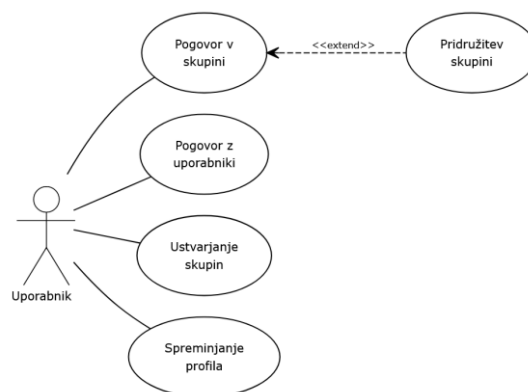 Pogovor v
skupini
<<extend>>
Pridružitev
skupini
Pogovor z
uporabniki
Ustvarjanje
skupin
Uporabnik
Spreminjanje
profila